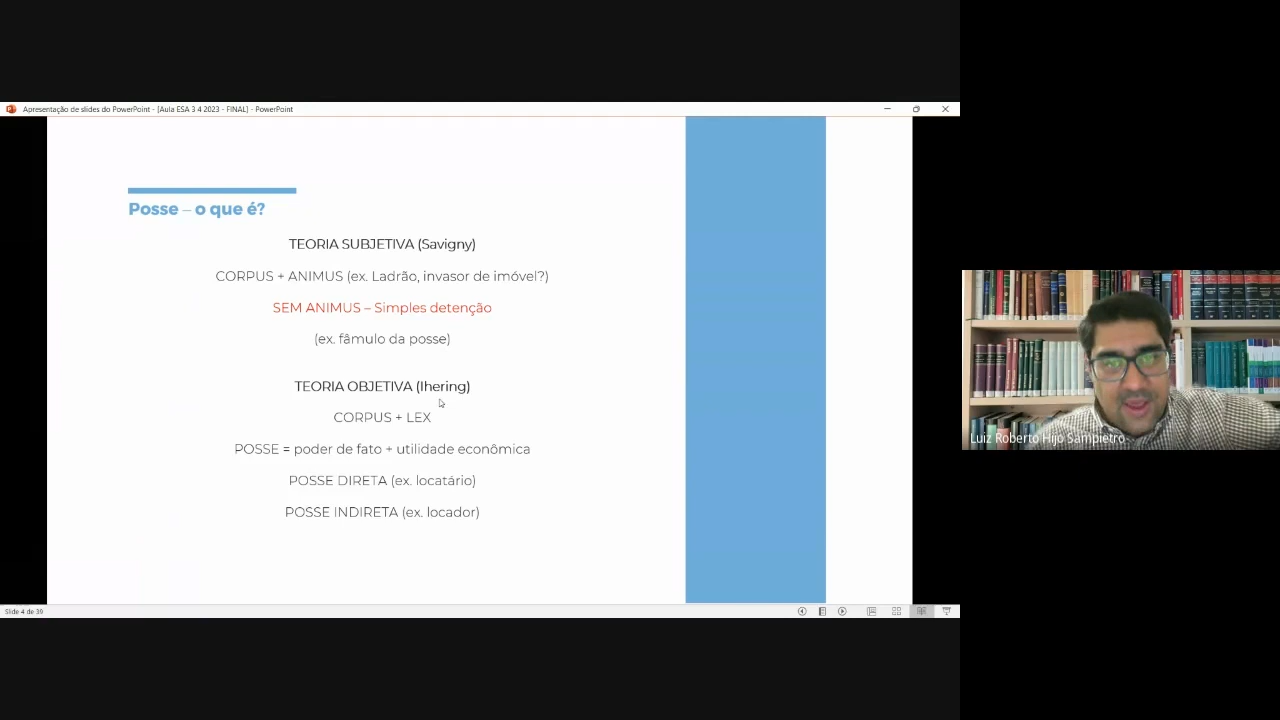 Apresentação de slides do PowerPoint - [Aula ESA 3 4 2023 - FINAL] - PowerPoint
Posse – o que é?
TEORIA SUBJETIVA (Savigny)
CORPUS + ANIMUS (ex. Ladrão, invasor de imóvel?)
SEM ANIMUS – Simples detenção
(ex. fâmulo da posse)
TEORIA OBJETIVA (Ihering)
CORPUS + LEX
POSSE = poder de fato + utilidade econômica
POSSE DIRETA (ex. locatário)
POSSE INDIRETA (ex. locador)
Slide 4 de 39
Luiz Roberto Hijo Sampietro